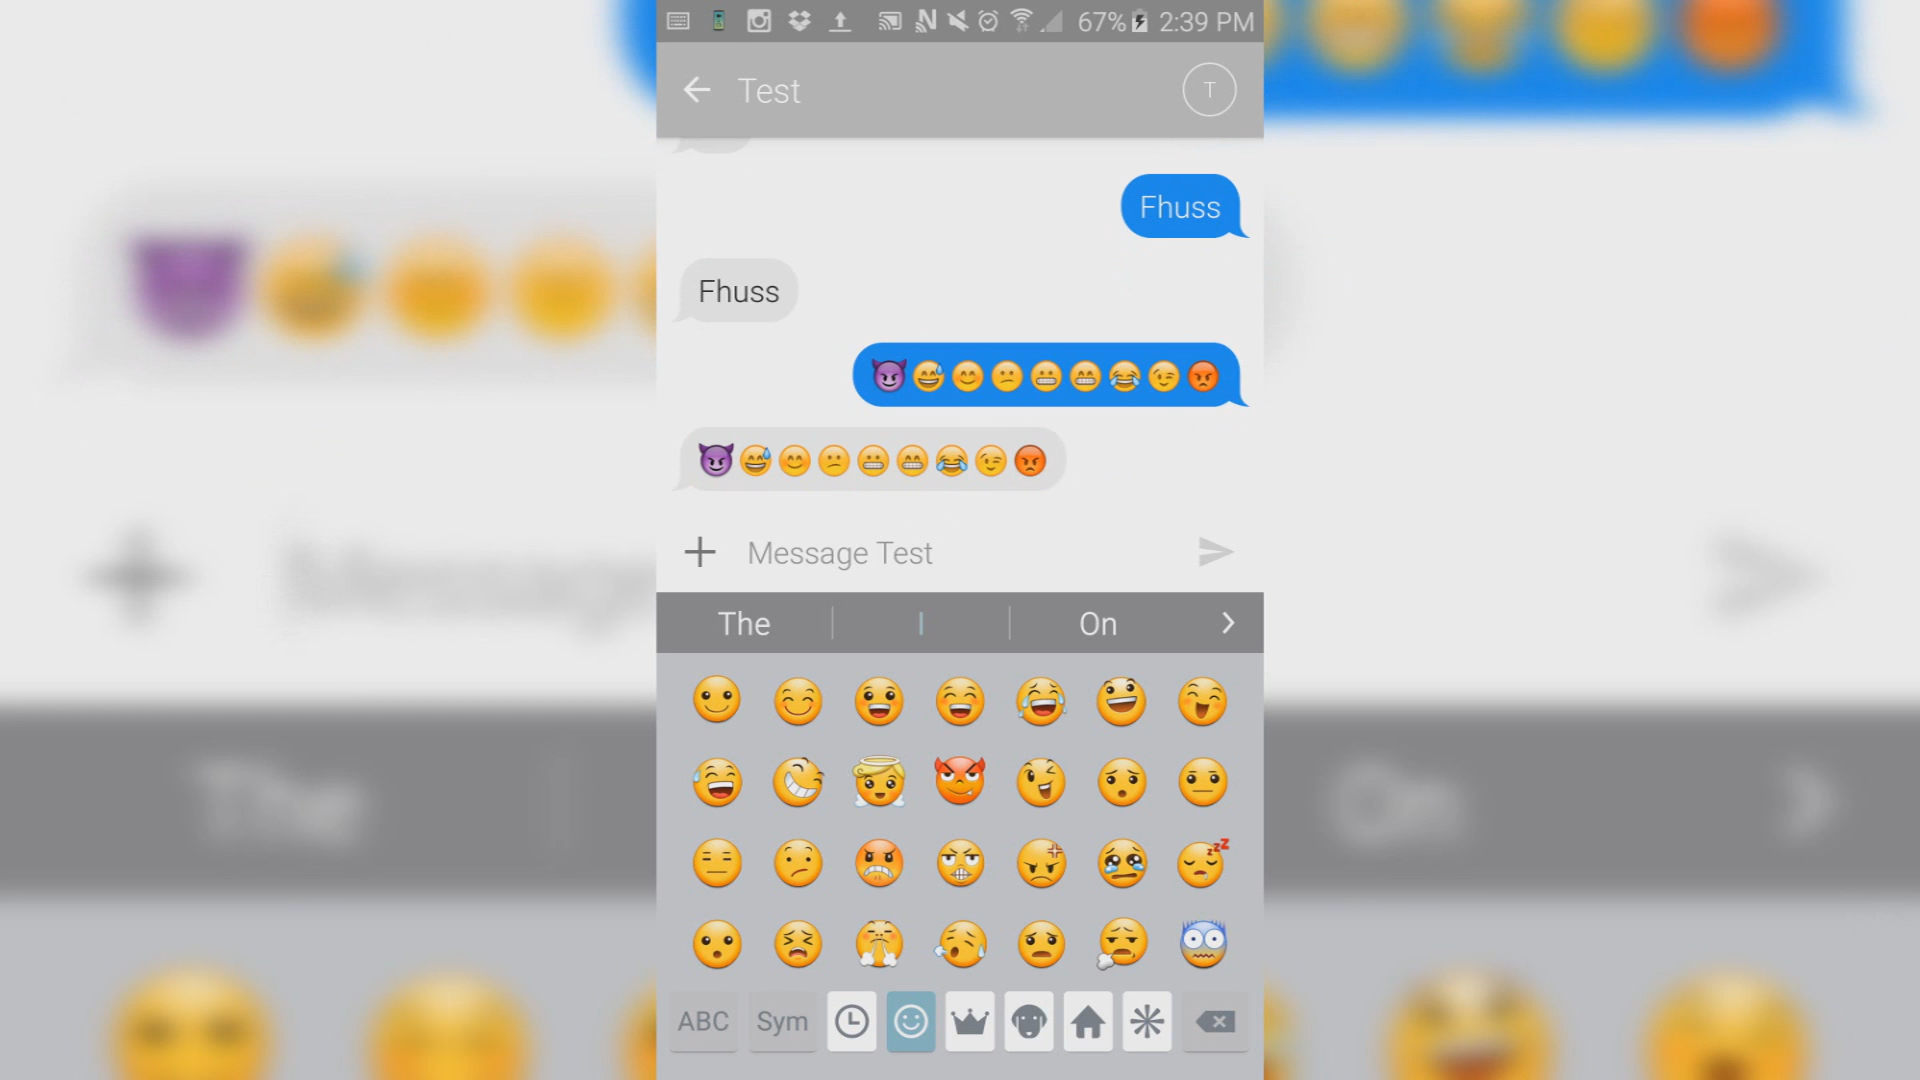 67% 2:39 PM
Test
T
Fhuss
Fhuss
😈😅😊😕😬😁😂😉😡
😈😅😊😕😬😁😂😉😡
Message Test
The
I
On
ABC
Sym